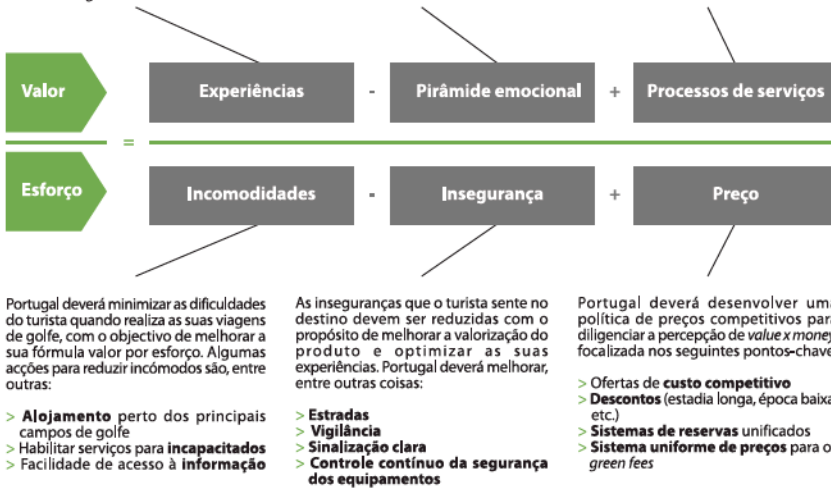 Valor
Experiências - Pirâmide emocional + Processos de serviços
=
Esforço
Incomodidades - Insegurança + Preço
Portugal deverá minimizar as dificuldades
do turista quando realiza as suas viagens
de golfe, com o objectivo de melhorar a
sua fórmula valor por esforço. Algumas
acções para reduzir incómodos são, entre
outras:
> Alojamento perto dos principais
campos de golfe
> Habilitar serviços para incapacitados
> Facilidade de acesso à informação
As inseguranças que o turista sente no
destino devem ser reduzidas com o
propósito de melhorar a valorização do
produto e optimizar as suas
experiências. Portugal deverá melhorar,
entre outras coisas:
> Estradas
> Vigilância
> Sinalização clara
> Controle contínuo da segurança
dos equipamentos
Portugal deverá desenvolver uma
política de preços competitivos para
diligenciar a percepção de value x money
focalizada nos seguintes pontos-chave
> Ofertas de custo competitivo
> Descontos (estadia longa, época baixa
etc.)
> Sistemas de reservas unificados
> Sistema uniforme de preços para o
green fees